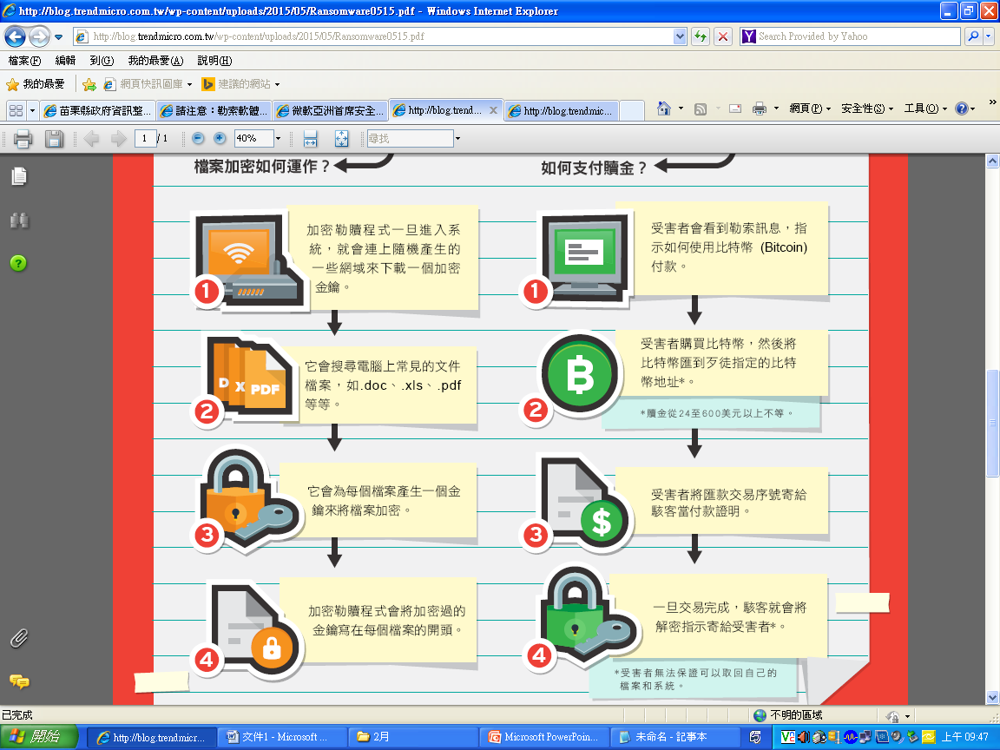 http://blog.trendmicro.com.tw/wp-content/uploads/2015/05/Ransomware0515.pdf - Windows Internet Explorer
http://blog.trendmicro.com.tw/wp-content/uploads/2015/05/Ransomware0515.pdf
Search Provided by Yahoo
檔案(F) 編輯 到(G) 我的最愛(A) 說明(H)
我的最愛 網頁快訊圖庫 建議的網站
苗栗縣政府資訊整... 請注意：勒索軟體... 微軟亞洲首席安全... http://blog.trend... http://blog.trendmic... 網頁(P) 安全性(S) 工具(O)
1 / 1 40% 尋找
檔案加密如何運作？
1
加密勒贖程式一旦進入系
統，就會連上隨機產生的
一些網域來下載一個加密
金鑰。
D X PDF
2
它會搜尋電腦上常見的文件
檔案，如.doc、.xls、.pdf
等等。
3
它會為每個檔案產生一個金
鑰來將檔案加密。
4
加密勒贖程式會將加密過的
金鑰寫在每個檔案的開頭。
如何支付贖金？
1
受害者會看到勒索訊息，指
示如何使用比特幣 (Bitcoin)
付款。
2
受害者購買比特幣，然後將
比特幣匯到歹徒指定的比特
幣地址*。
*贖金從24至600美元以上不等。
3
$
受害者將匯款交易序號寄給
駭客當付款證明。
4
一旦交易完成，駭客就會將
解密指示寄給受害者*。
*受害者無法保證可以取回自己的
檔案和系統。
已完成 不明的區域
開始 http://blog.trendmicr... 文件1 - Microsoft ... 2月 Microsoft PowerPoin... 未命名 - 記事本 上午 09:47